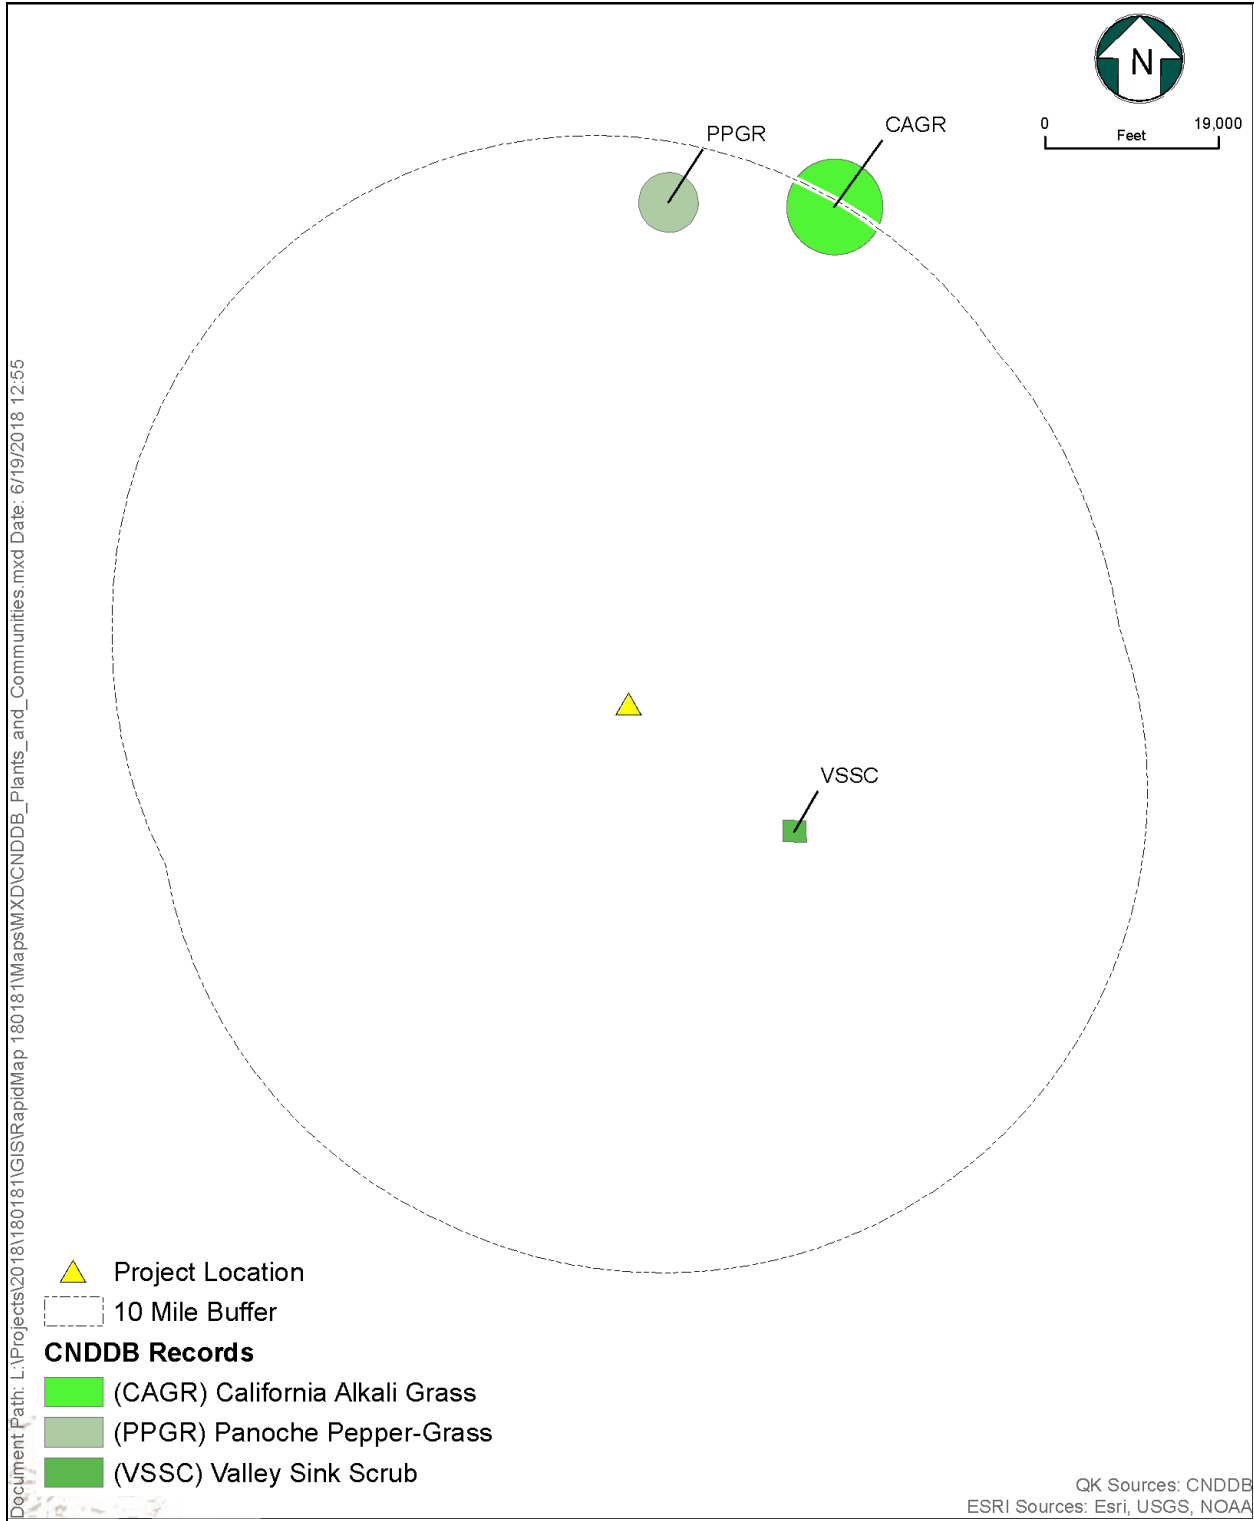 N
0 19,000
Feet
PPGR
CAGR
VSSC
Project Location
10 Mile Buffer
CNDDB Records
(CAGR) California Alkali Grass
(PPGR) Panoche Pepper-Grass
(VSSC) Valley Sink Scrub
Document Path: L:\Projects\2018\180181\GIS\RapidMap 180181\Maps\MXD\CNDDB_Plants_and_Communities.mxd Date: 6/19/2018 12:55
QK Sources: CNDDB
ESRI Sources: Esri, USGS, NOAA